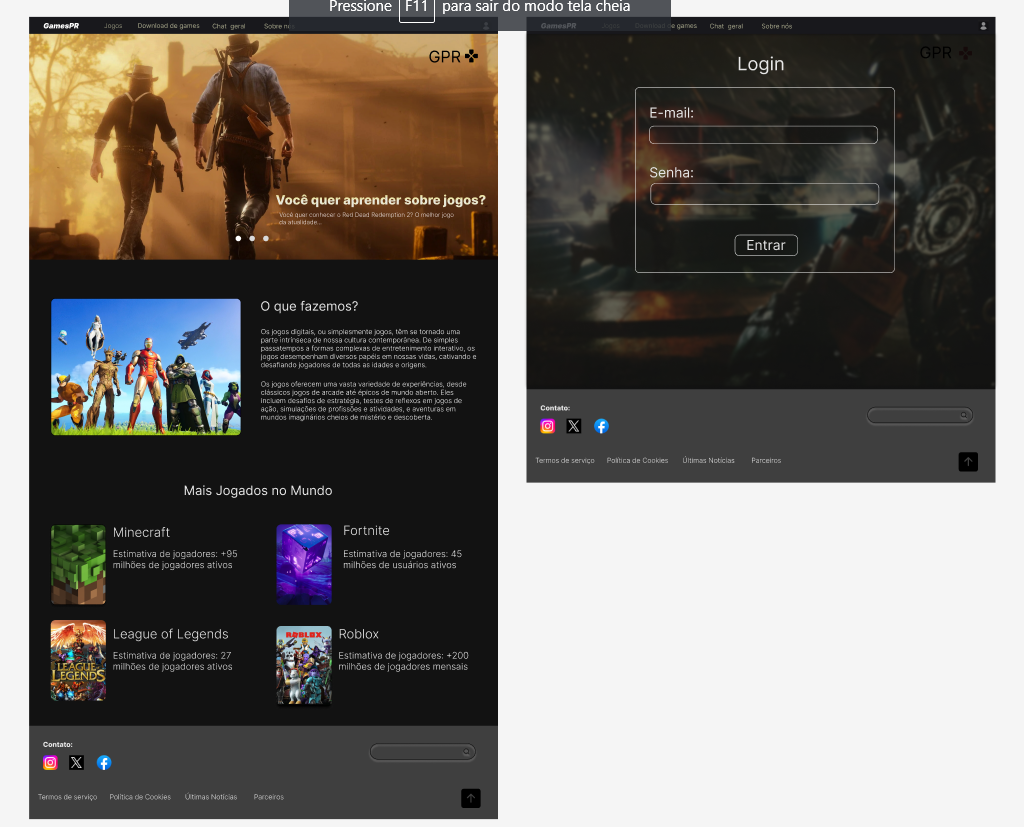 Pressione F11 para sair do modo tela cheia
GamesPR Jogos Download de games Chat geral Sobre
GPR
Você quer aprender sobre jogos?
Você quer conhecer o Red Dead Redemption 2? O melhor jogo
da atualidade...
O que fazemos?
Os jogos digitais, ou simplesmente jogos, têm se tornado uma
parte intrínseca de nossa cultura contemporânea. De simples
passatempos a formas complexas de entretenimento interativo, os
jogos desempenham diversos papéis em nossas vidas, cativando e
desafiando jogadores de todas as idades e origens.
Os jogos oferecem uma vasta variedade de experiências, desde
clássicos jogos de arcade até épicos de mundo aberto. Eles
incluem desafios de estratégia, testes de reflexos em jogos de
ação, simulações de profissões e atividades, e aventuras em
mundos imaginários cheios de mistério e descoberta.
Mais Jogados no Mundo
Minecraft
Estimativa de jogadores: +95
milhões de jogadores ativos
Fortnite
Estimativa de jogadores: 45
milhões de usuários ativos
LEAGUE
LEGENDS
League of Legends
Estimativa de jogadores: 27
milhões de jogadores ativos
ROBLOX
Roblox
Estimativa de jogadores: +200
milhões de jogadores mensais
Contato:
Termos de serviço Política de Cookies Últimas Notícias Parceiros
GamesPR Jogos Download de games Chat geral Sobre nós
GPR
Login
E-mail:
Senha:
Entrar
Contato:
Termos de serviço Política de Cookies Últimas Notícias Parceiros